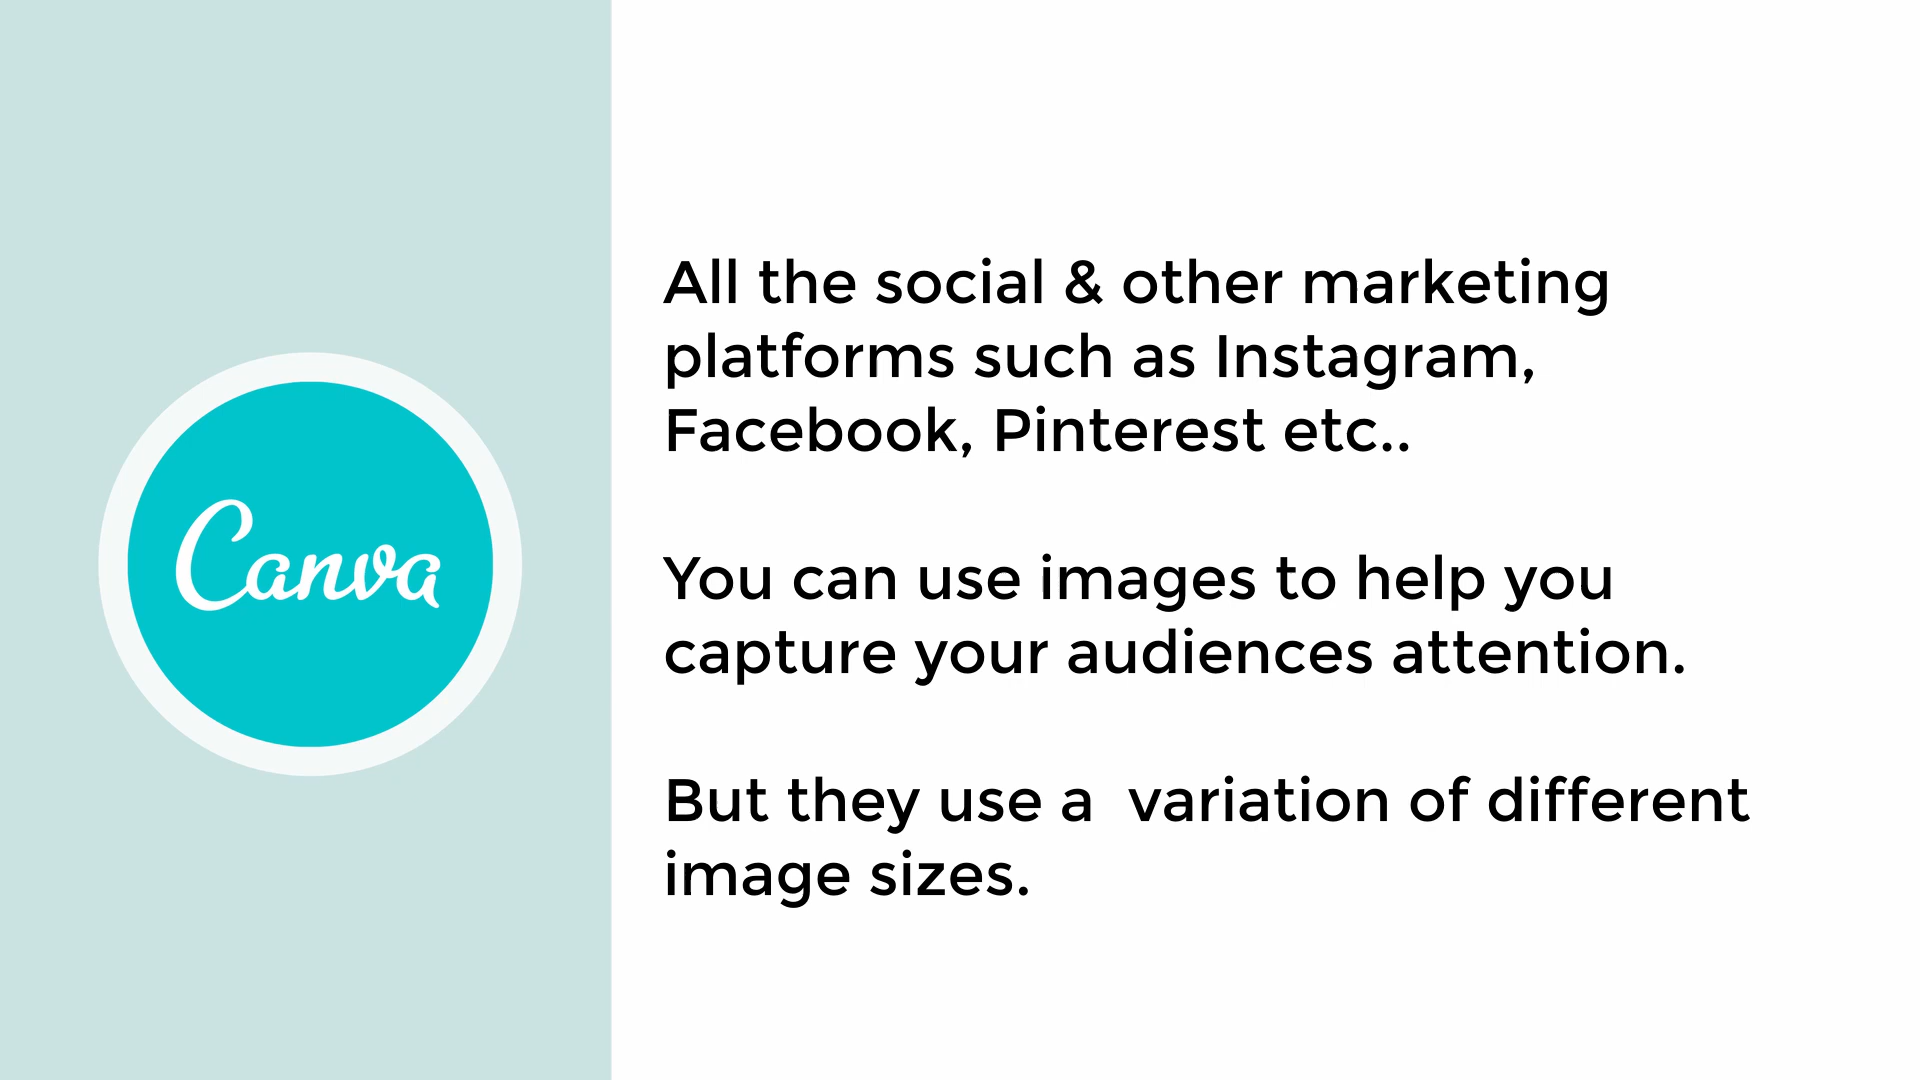 Canva
All the social & other marketing
platforms such as Instagram,
Facebook, Pinterest etc..
You can use images to help you
capture your audiences attention.
But they use a  variation of different
image sizes.